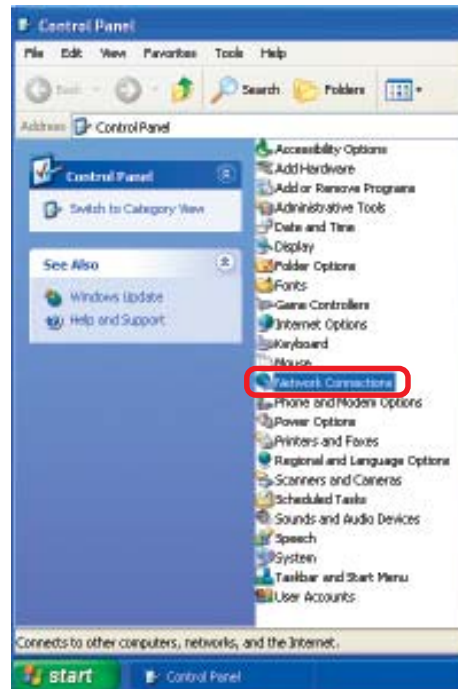 Control Panel
File Edit View Favorites Tools Help
Back Search Folders
Address Control Panel
Control Panel
Switch to Category View
See Also
Windows Update
Help and Support
Accessibility Options
Add Hardware
Add or Remove Programs
Administrative Tools
Date and Time
Display
Folder Options
Fonts
Game Controllers
Internet Options
Keyboard
Mouse
Network Connections
Phone and Modem Options
Power Options
Printers and Faxes
Regional and Language Options
Scanners and Cameras
Scheduled Tasks
Sounds and Audio Devices
Speech
System
Taskbar and Start Menu
User Accounts
Connects to other computers, networks, and the Internet.
start Control Panel